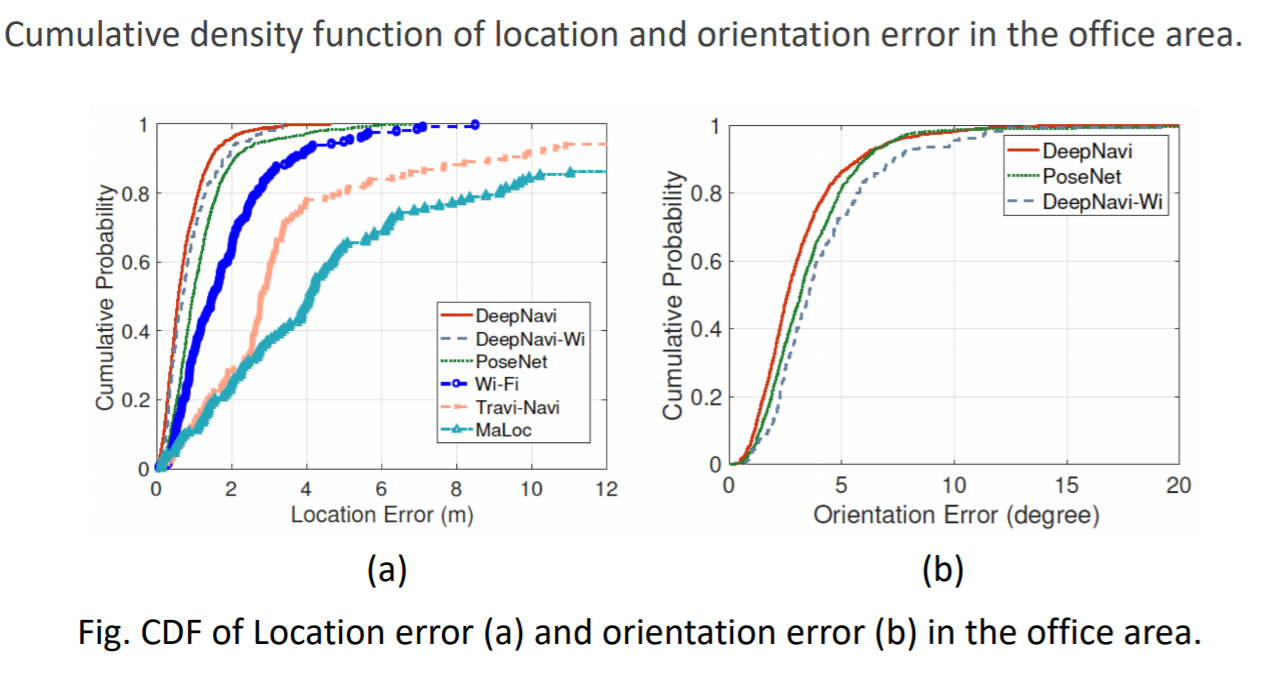 Cumulative density function of location and orientation error in the office area.
Cumulative Probability
1
0.8
0.6
0.4
0.2
0
0 2 4 6 8 10 12
Location Error (m)
DeepNavi
DeepNavi-Wi
PoseNet
Wi-Fi
Travi-Navi
MaLoc
(a)
Cumulative Probability
1
0.8
0.6
0.4
0.2
0
0 5 10 15 20
Orientation Error (degree)
DeepNavi
PoseNet
DeepNavi-Wi
(b)
Fig. CDF of Location error (a) and orientation error (b) in the office area.